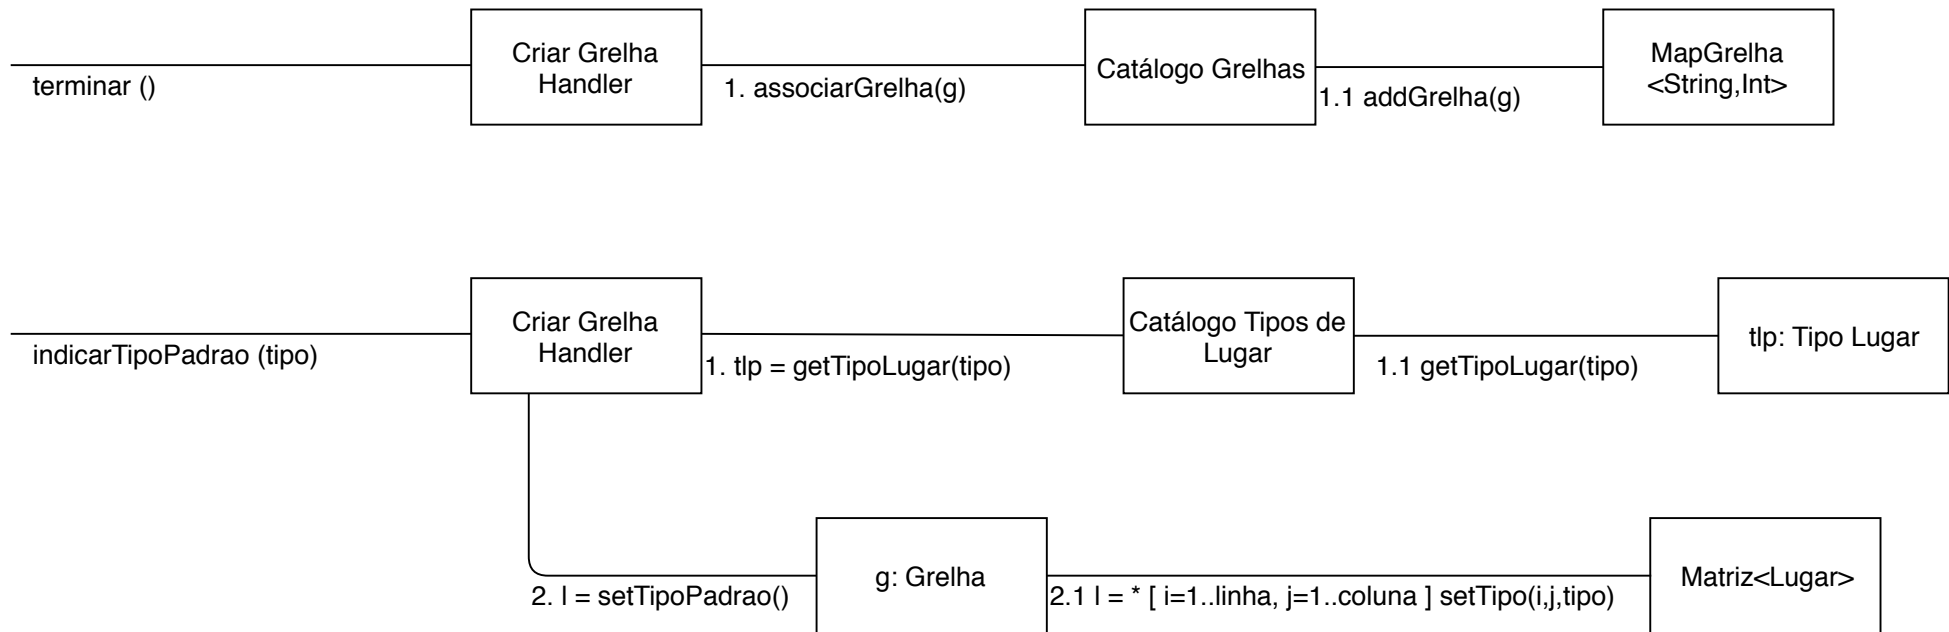 Criar Grelha
Handler
Catálogo Grelhas
MapGrelha
<String,Int>
terminar ()
1. associarGrelha(g)
1.1 addGrelha(g)
Criar Grelha
Handler
Catálogo Tipos de
Lugar
tlp: Tipo Lugar
indicarTipoPadrao (tipo)
1. tlp = getTipoLugar(tipo)
1.1 getTipoLugar(tipo)
g: Grelha
Matriz<Lugar>
2. l = setTipoPadrao()
2.1 l = * [ i=1..linha, j=1..coluna ] setTipo(i,j,tipo)